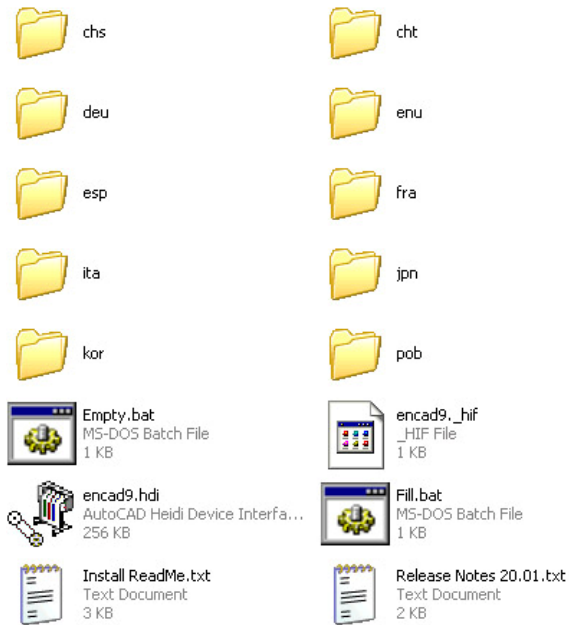 chs
cht
deu
enu
esp
fra
ita
jpn
kor
pob
Empty.bat
MS-DOS Batch File
1 KB
encad9._hif
_HIF File
1 KB
encad9.hdi
AutoCAD Heidi Device Interfa...
256 KB
Fill.bat
MS-DOS Batch File
1 KB
Install ReadMe.txt
Text Document
3 KB
Release Notes 20.01.txt
Text Document
2 KB